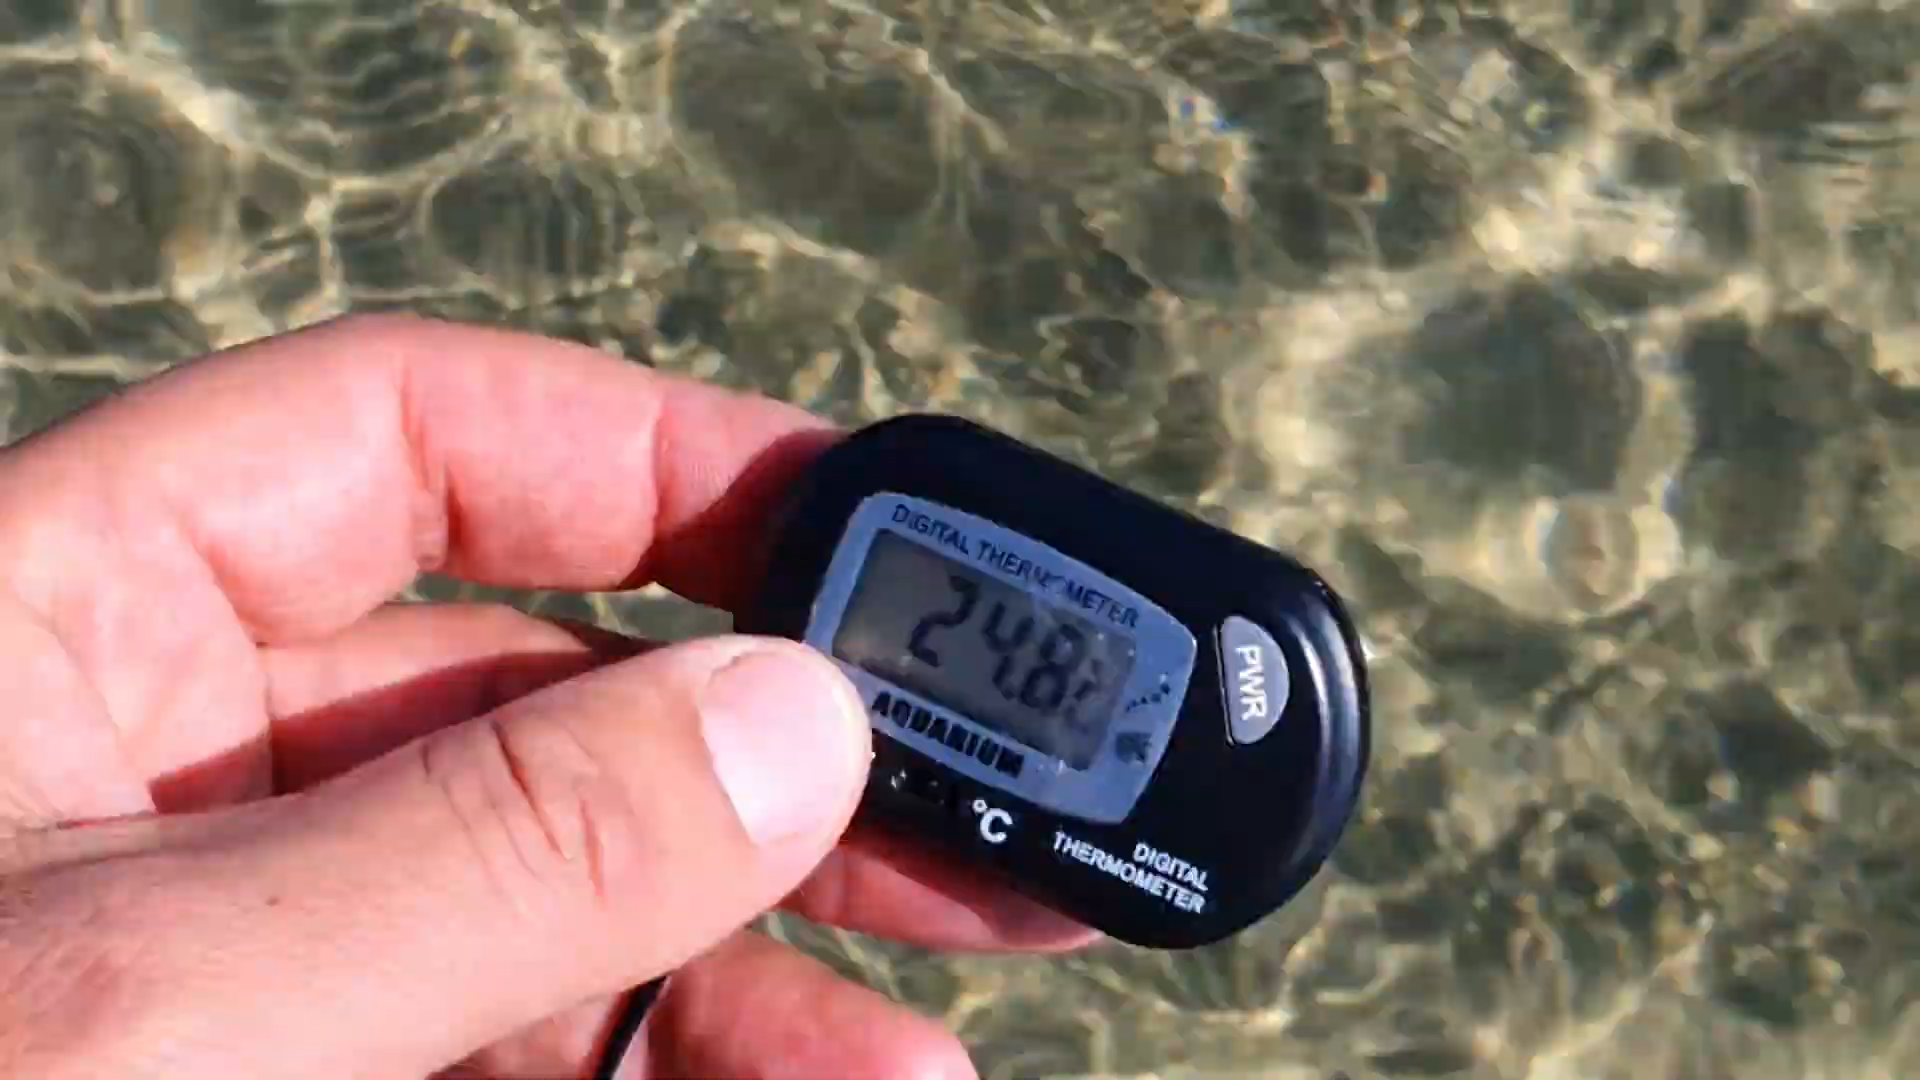 DIGITAL THERMOMETER
24.8
AQUARIUM
PWR
°C
DIGITAL
THERMOMETER